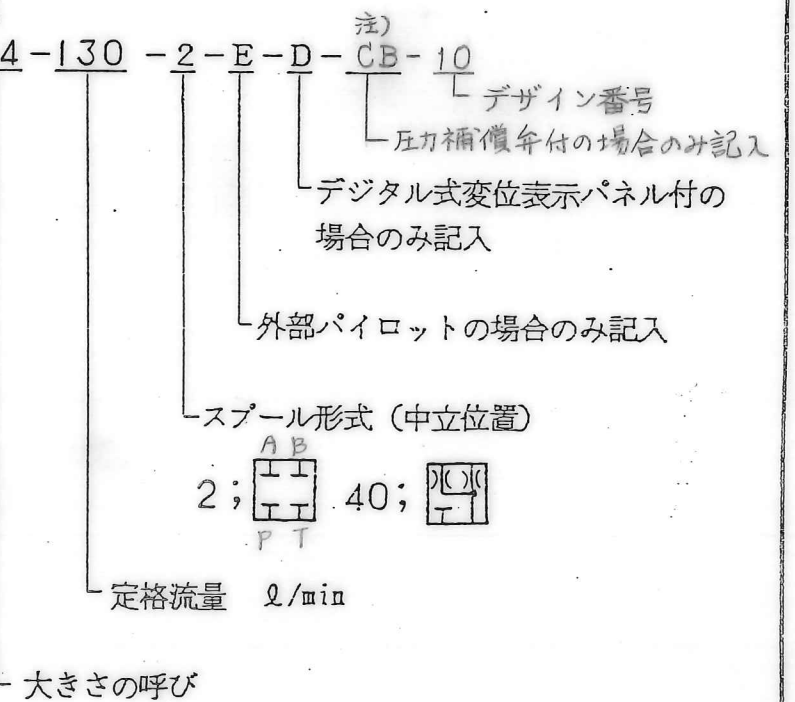 注)
4-130-2-E-D-CB-10
デザイン番号
圧力補償弁付の場合のみ記入
デジタル式変位表示パネル付の
場合のみ記入
外部パイロットの場合のみ記入
スプール形式 (中立位置)
A B
2; 40;
P T
定格流量 ℓ/min
大きさの呼び